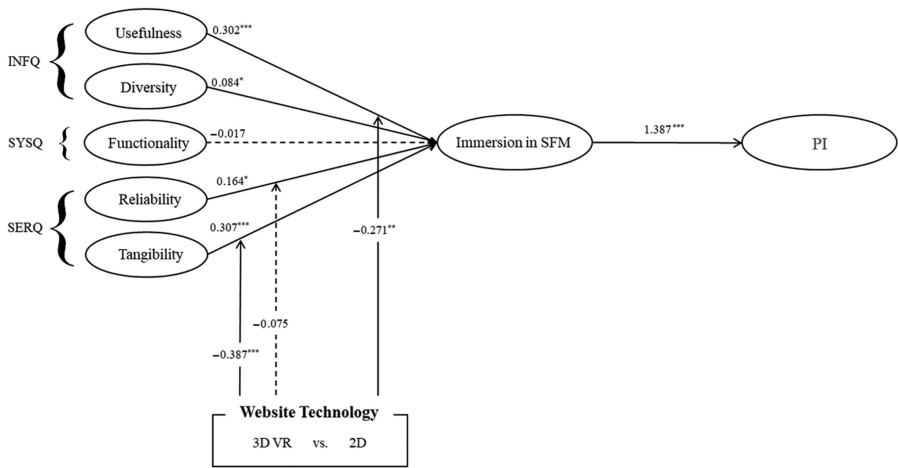 Usefulness
0.302***
INFQ
Diversity
0.084*
SYSQ
Functionality
−0.017
Immersion in SFM
1.387***
PI
Reliability
0.164*
SERQ
Tangibility
0.307***
−0.271**
−0.075
−0.387***
Website Technology
3D VR vs. 2D